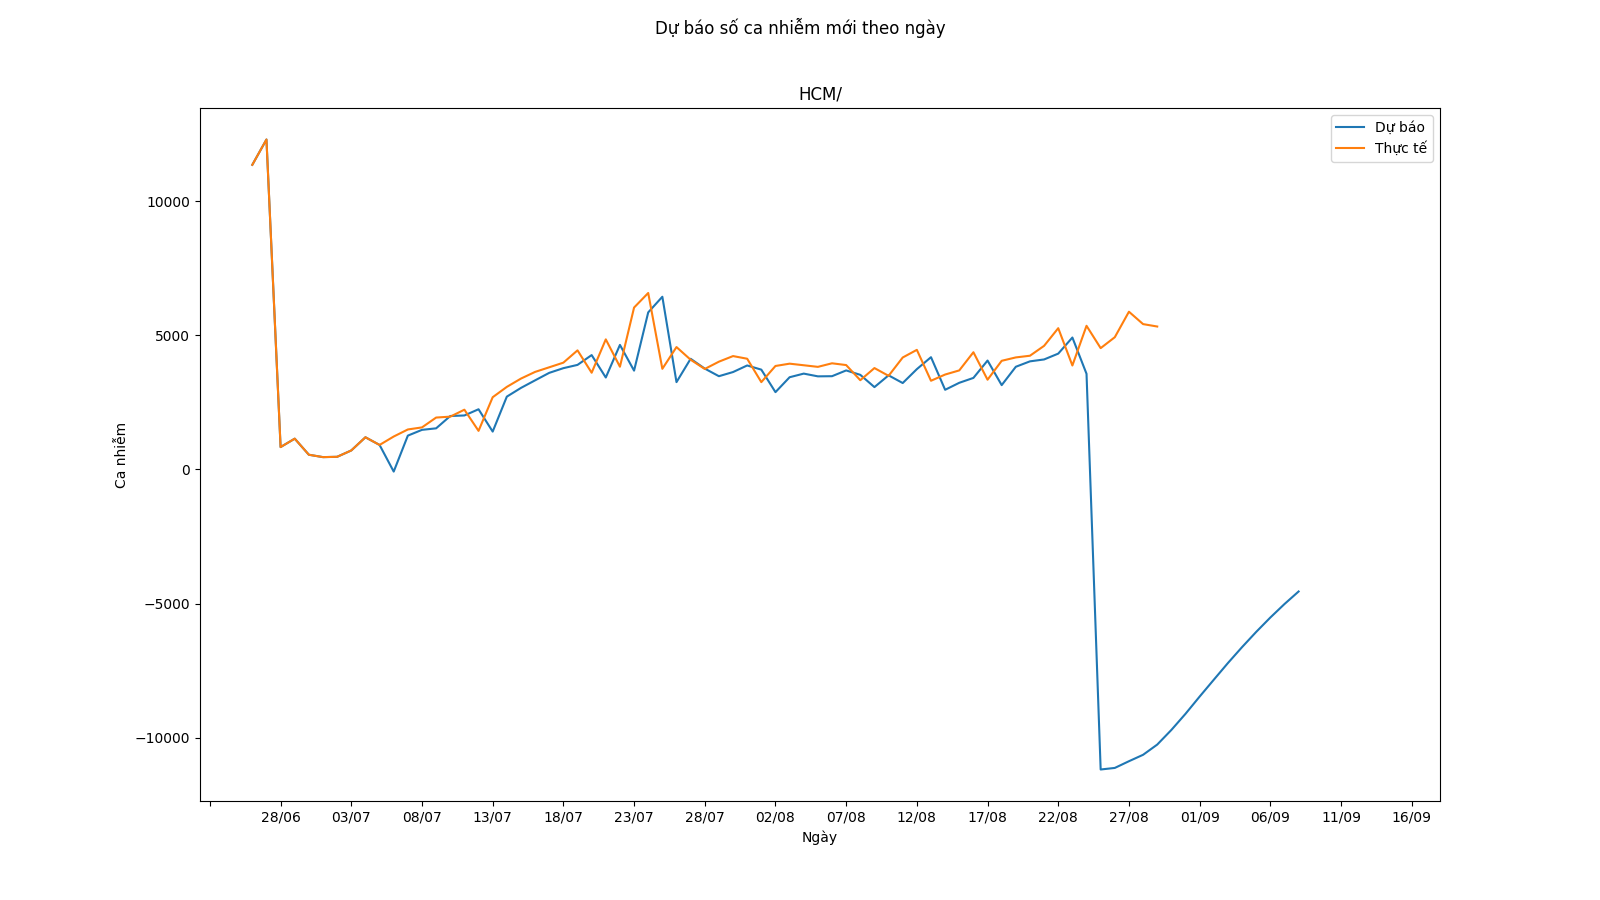 Dự báo số ca nhiễm mới theo ngày
HCM/
Dự báo
Thực tế
10000
5000
0
−5000
−10000
Ca nhiễm
28/06 03/07 08/07 13/07 18/07 23/07 28/07 02/08 07/08 12/08 17/08 22/08 27/08 01/09 06/09 11/09 16/09
Ngày